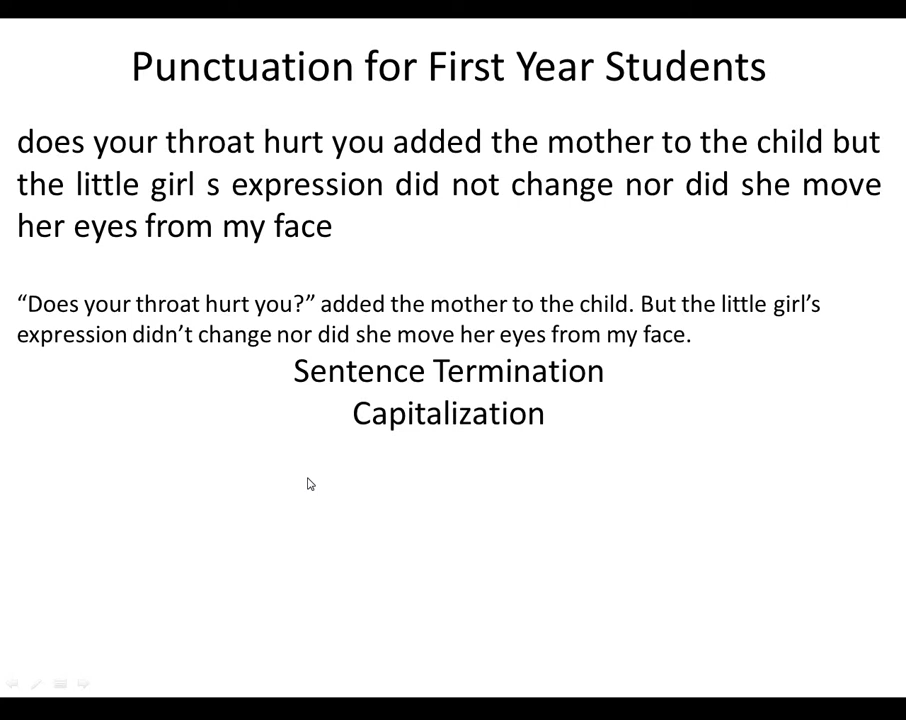 Punctuation for First Year Students
does your throat hurt you added the mother to the child but
the little girl s expression did not change nor did she move
her eyes from my face
“Does your throat hurt you?” added the mother to the child. But the little girl’s
expression didn’t change nor did she move her eyes from my face.
Sentence Termination
Capitalization